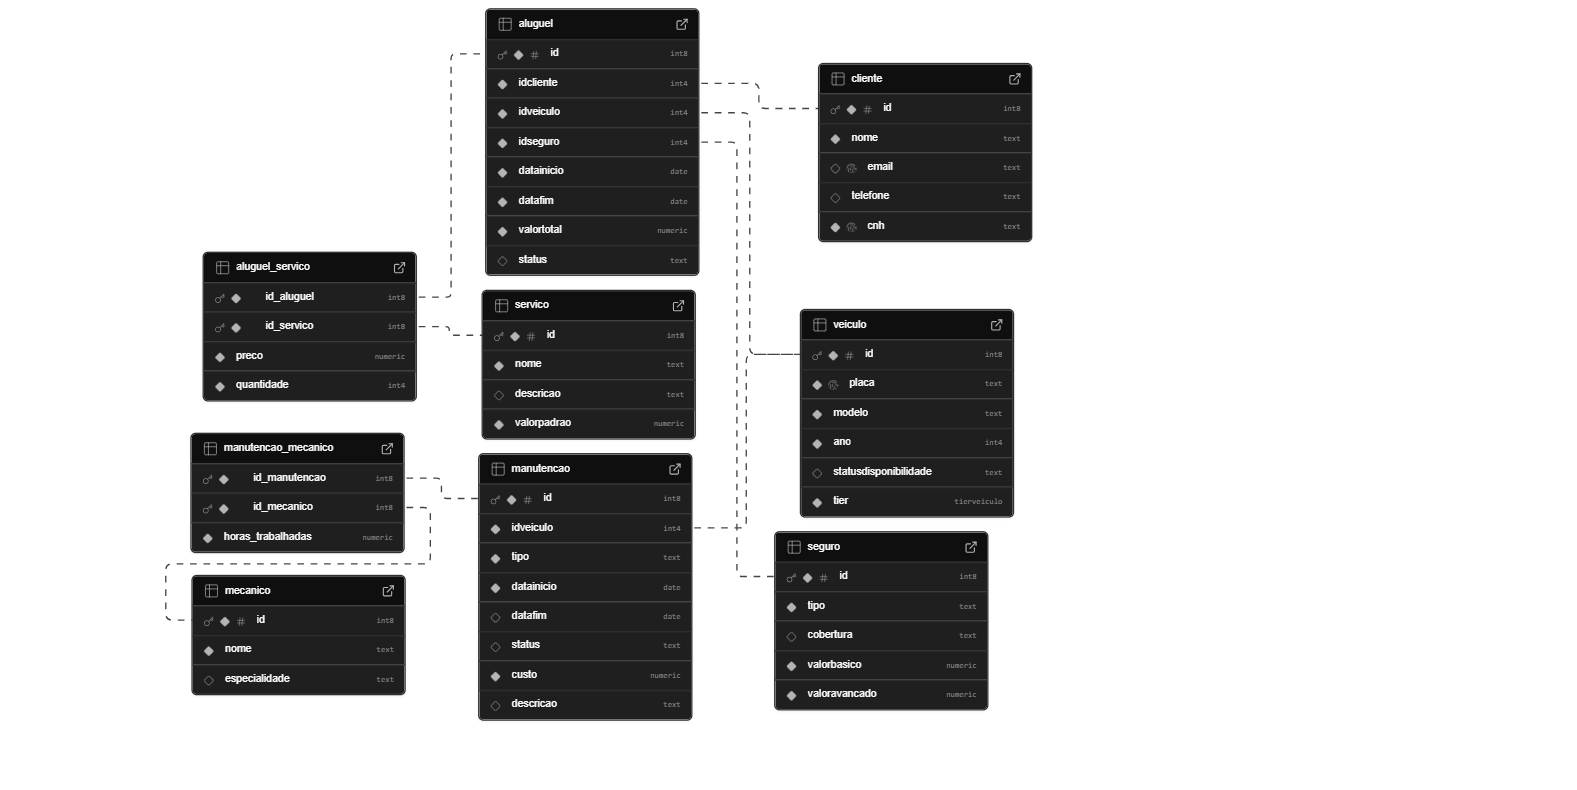 aluguel
# id int8
idcliente int4
idveiculo int4
idseguro int4
datainicio date
datafim date
valortotal numeric
status text
cliente
# id int8
nome text
email text
telefone text
cnh text
aluguel_servico
id_aluguel int8
id_servico int8
preco numeric
quantidade int4
servico
# id int8
nome text
descricao text
valorpadrao numeric
veiculo
# id int8
placa text
modelo text
ano int4
statusdisponibilidade text
tier tierveiculo
manutencao_mecanico
id_manutencao int8
id_mecanico int8
horas_trabalhadas numeric
manutencao
# id int8
idveiculo int4
tipo text
datainicio date
datafim date
status text
custo numeric
descricao text
seguro
# id int8
tipo text
cobertura text
valorbasico numeric
valoravancado numeric
mecanico
# id int8
nome text
especialidade text